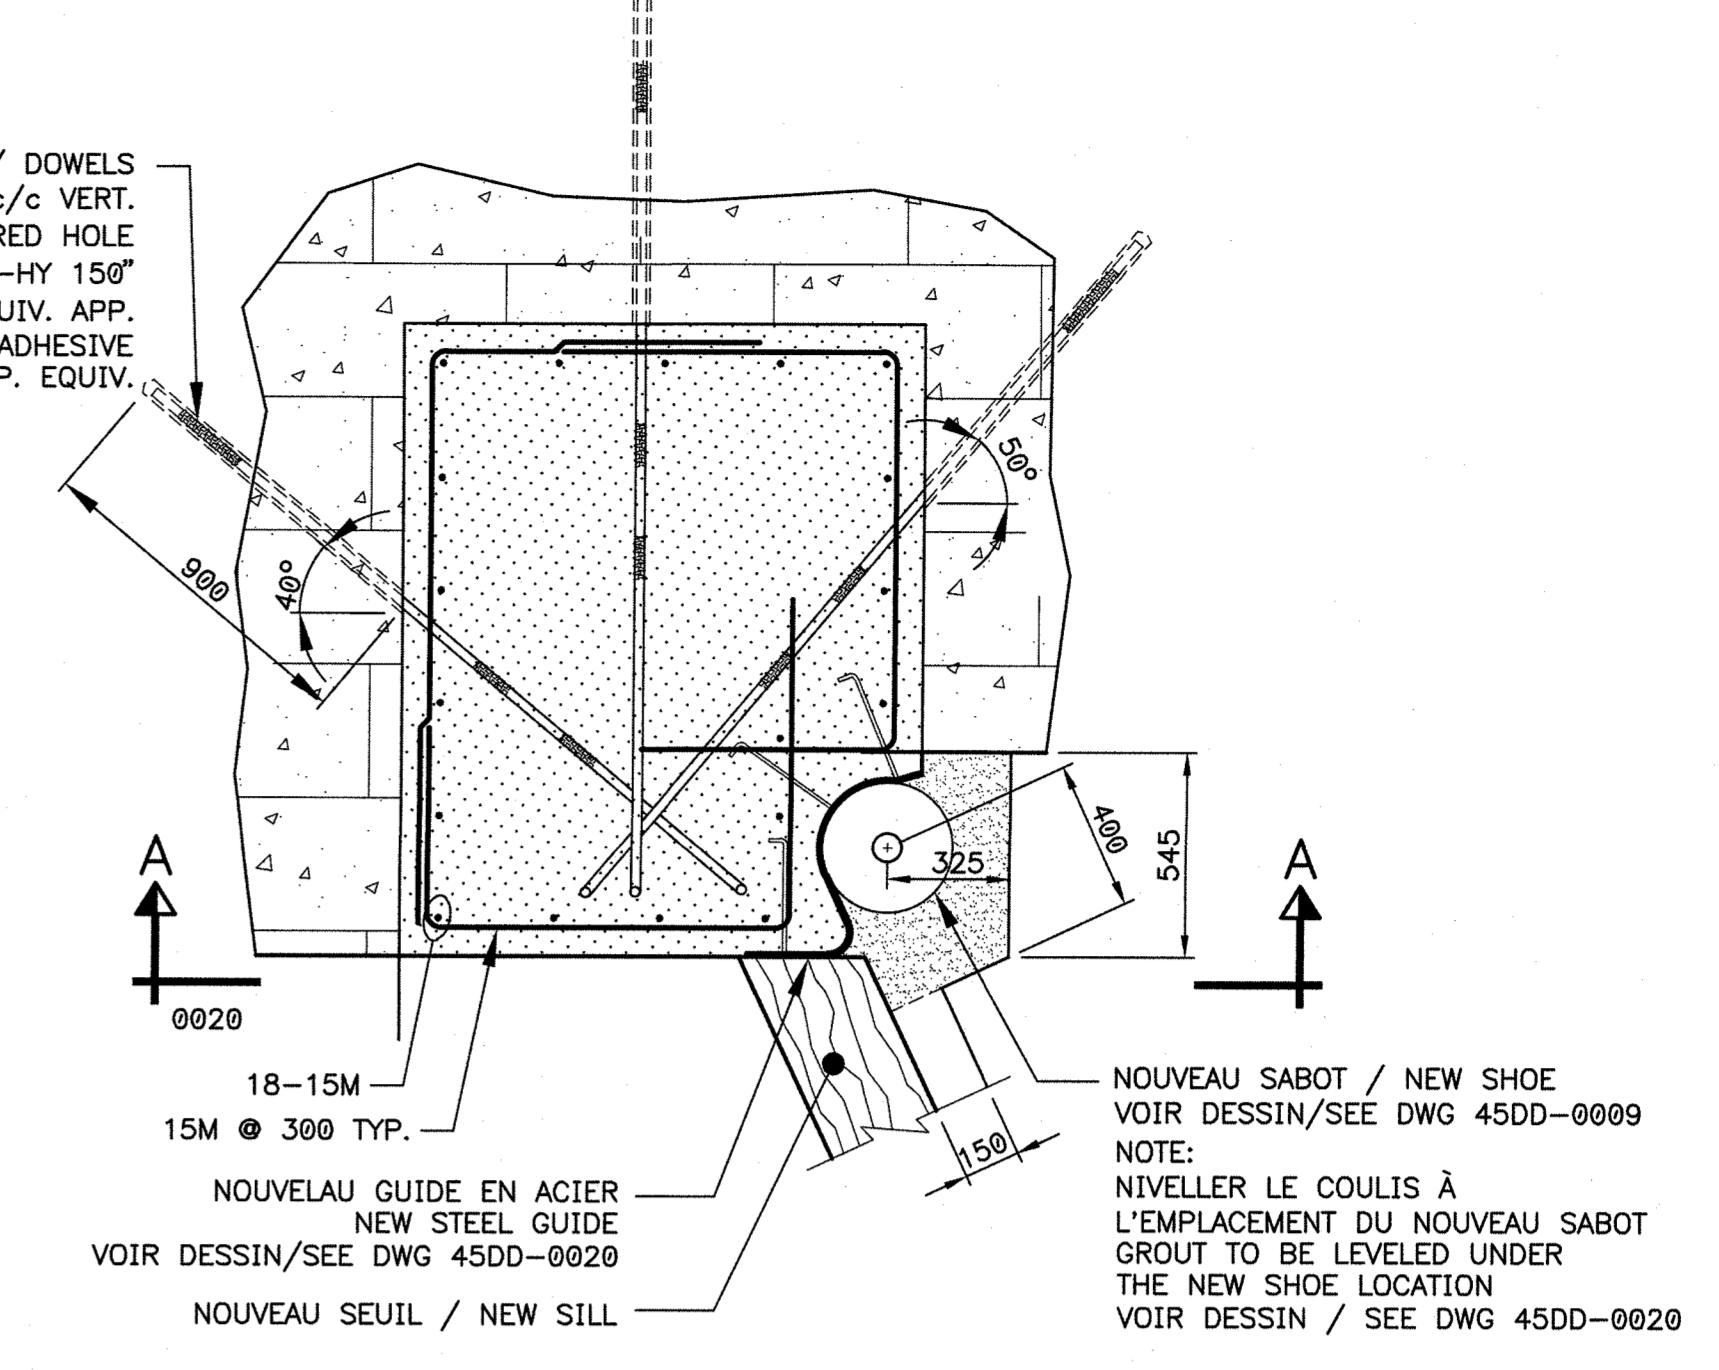 / DOWELS
c/c VERT.
RED HOLE
-HY 150"
UIV. APP.
ADHESIVE
P. EQUIV.
50°
900
40°
400
545
325
A
A
0020
18-15M
15M @ 300 TYP.
150
NOUVELAU GUIDE EN ACIER
NEW STEEL GUIDE
VOIR DESSIN/SEE DWG 45DD-0020
NOUVEAU SEUIL / NEW SILL
NOUVEAU SABOT / NEW SHOE
VOIR DESSIN/SEE DWG 45DD-0009
NOTE:
NIVELLER LE COULIS À
L'EMPLACEMENT DU NOUVEAU SABOT
GROUT TO BE LEVELED UNDER
THE NEW SHOE LOCATION
VOIR DESSIN / SEE DWG 45DD-0020